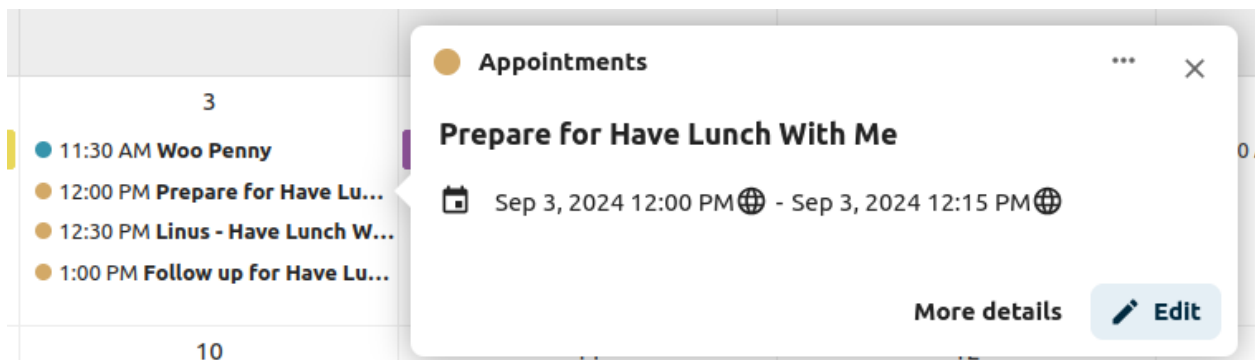 3
11:30 AM Woo Penny
12:00 PM Prepare for Have Lu...
12:30 PM Linus - Have Lunch W...
1:00 PM Follow up for Have Lu...
10
Appointments
Prepare for Have Lunch With Me
Sep 3, 2024 12:00 PM - Sep 3, 2024 12:15 PM
More details
Edit